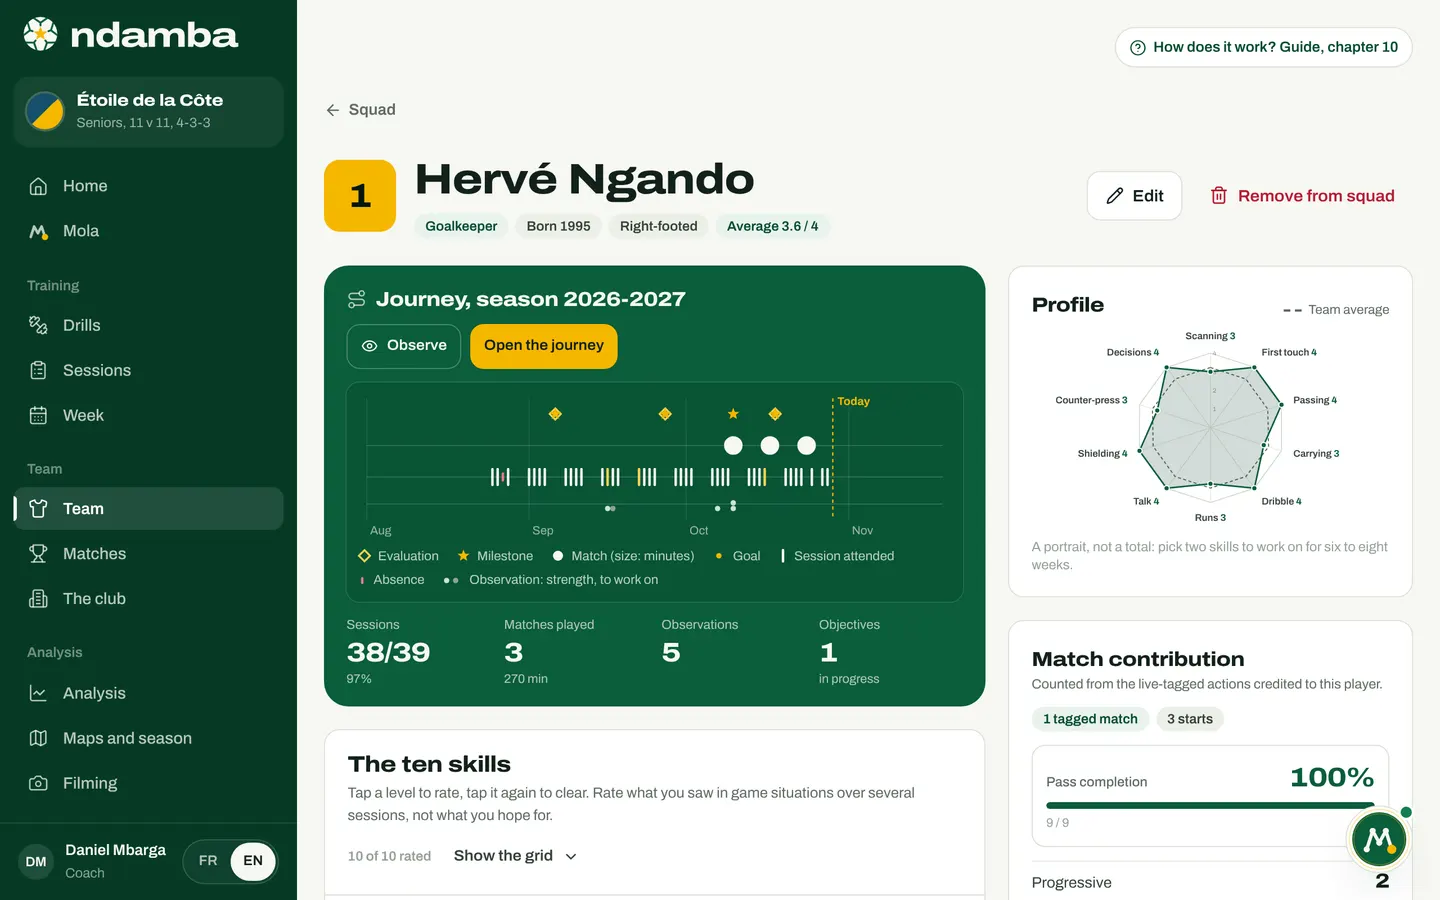 ndamba
Étoile de la Côte
Seniors, 11 v 11, 4-3-3
Home
Mola
Training
Drills
Sessions
Week
Team
Team
Matches
The club
Analysis
Analysis
Maps and season
Filming
DM
Daniel Mbarga
Coach
FR
EN
How does it work? Guide, chapter 10
Squad
1
Hervé Ngando
Goalkeeper
Born 1995
Right-footed
Average 3.6 / 4
Edit
Remove from squad
Journey, season 2026-2027
Observe
Open the journey
Today
Aug
Sep
Oct
Nov
Evaluation
Milestone
Match (size: minutes)
Goal
Session attended
Absence
Observation: strength, to work on
Sessions
38/39
97%
Matches played
3
270 min
Observations
5
Objectives
1
in progress
The ten skills
Tap a level to rate, tap it again to clear. Rate what you saw in game situations over several
sessions, not what you hope for.
10 of 10 rated
Show the grid
Profile
Team average
Scanning 3
Decisions 4
First touch 4
Counter-press 3
Passing 4
Shielding 4
Carrying 3
Talk 4
Dribble 4
Runs 3
4
2
1
A portrait, not a total: pick two skills to work on for six to eight
weeks.
Match contribution
Counted from the live-tagged actions credited to this player.
1 tagged match
3 starts
Pass completion
100%
9 / 9
Progressive
2